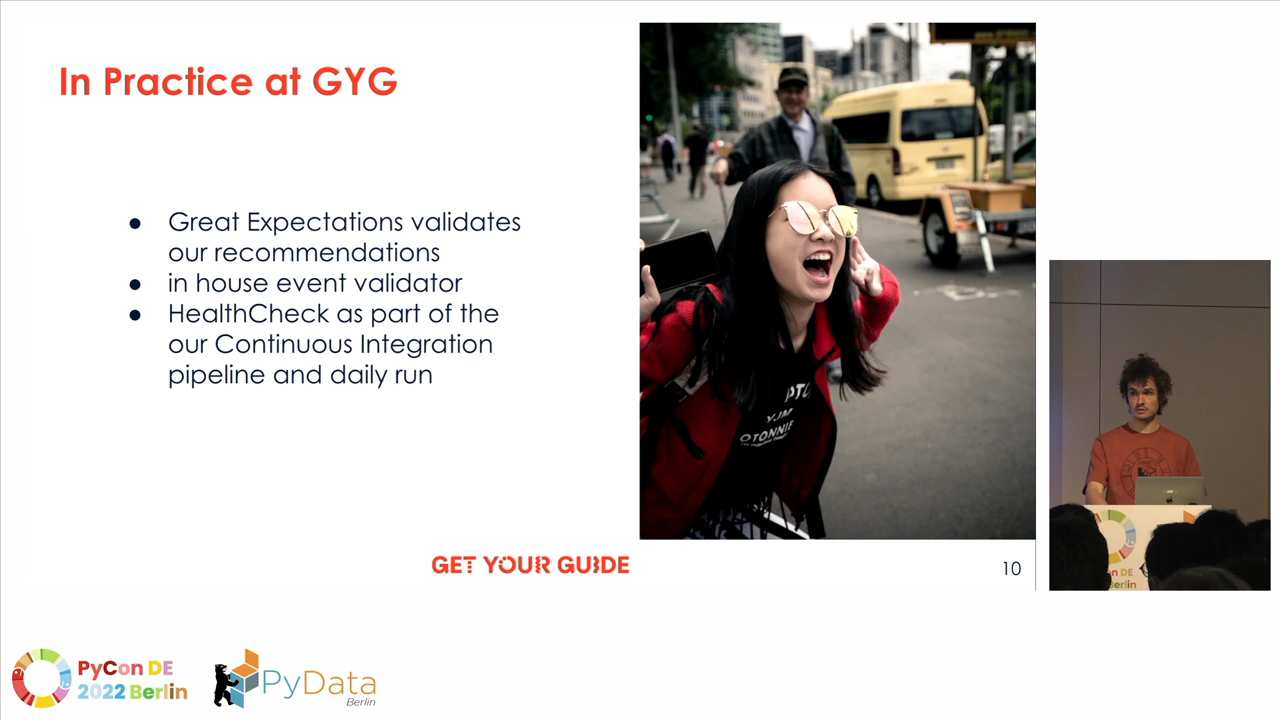 In Practice at GYG
● Great Expectations validates
our recommendations
● in house event validator
● HealthCheck as part of the
our Continuous Integration
pipeline and daily run
GET YOUR GUIDE
10
PyCon DE
2022 Berlin
PyData
Berlin